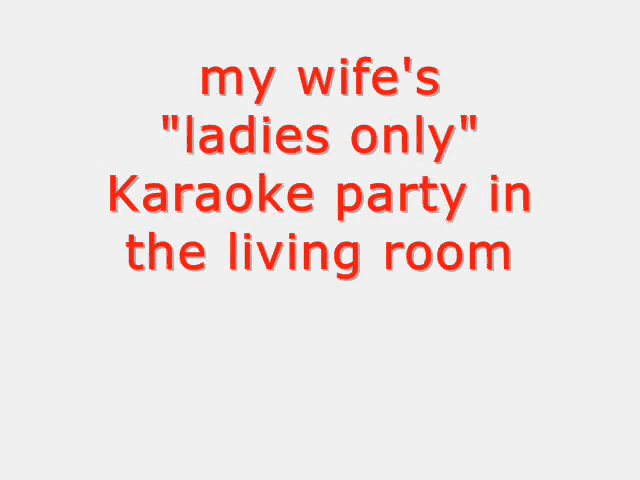 my wife's
"ladies only"
Karaoke party in
the living room